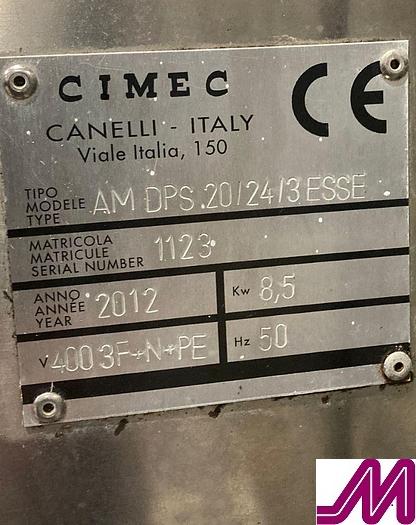 CIMEC
CE
CANELLI - ITALY
Viale Italia, 150
TIPO
MODELE
TYPE
AM DPS 20/24/3 ESSE
MATRICOLA
MATRICULE
SERIAL NUMBER
1123
ANNO
ANNÉE
YEAR
2012
Kw 8,5
V 400 3F+N+PE
Hz 50
M